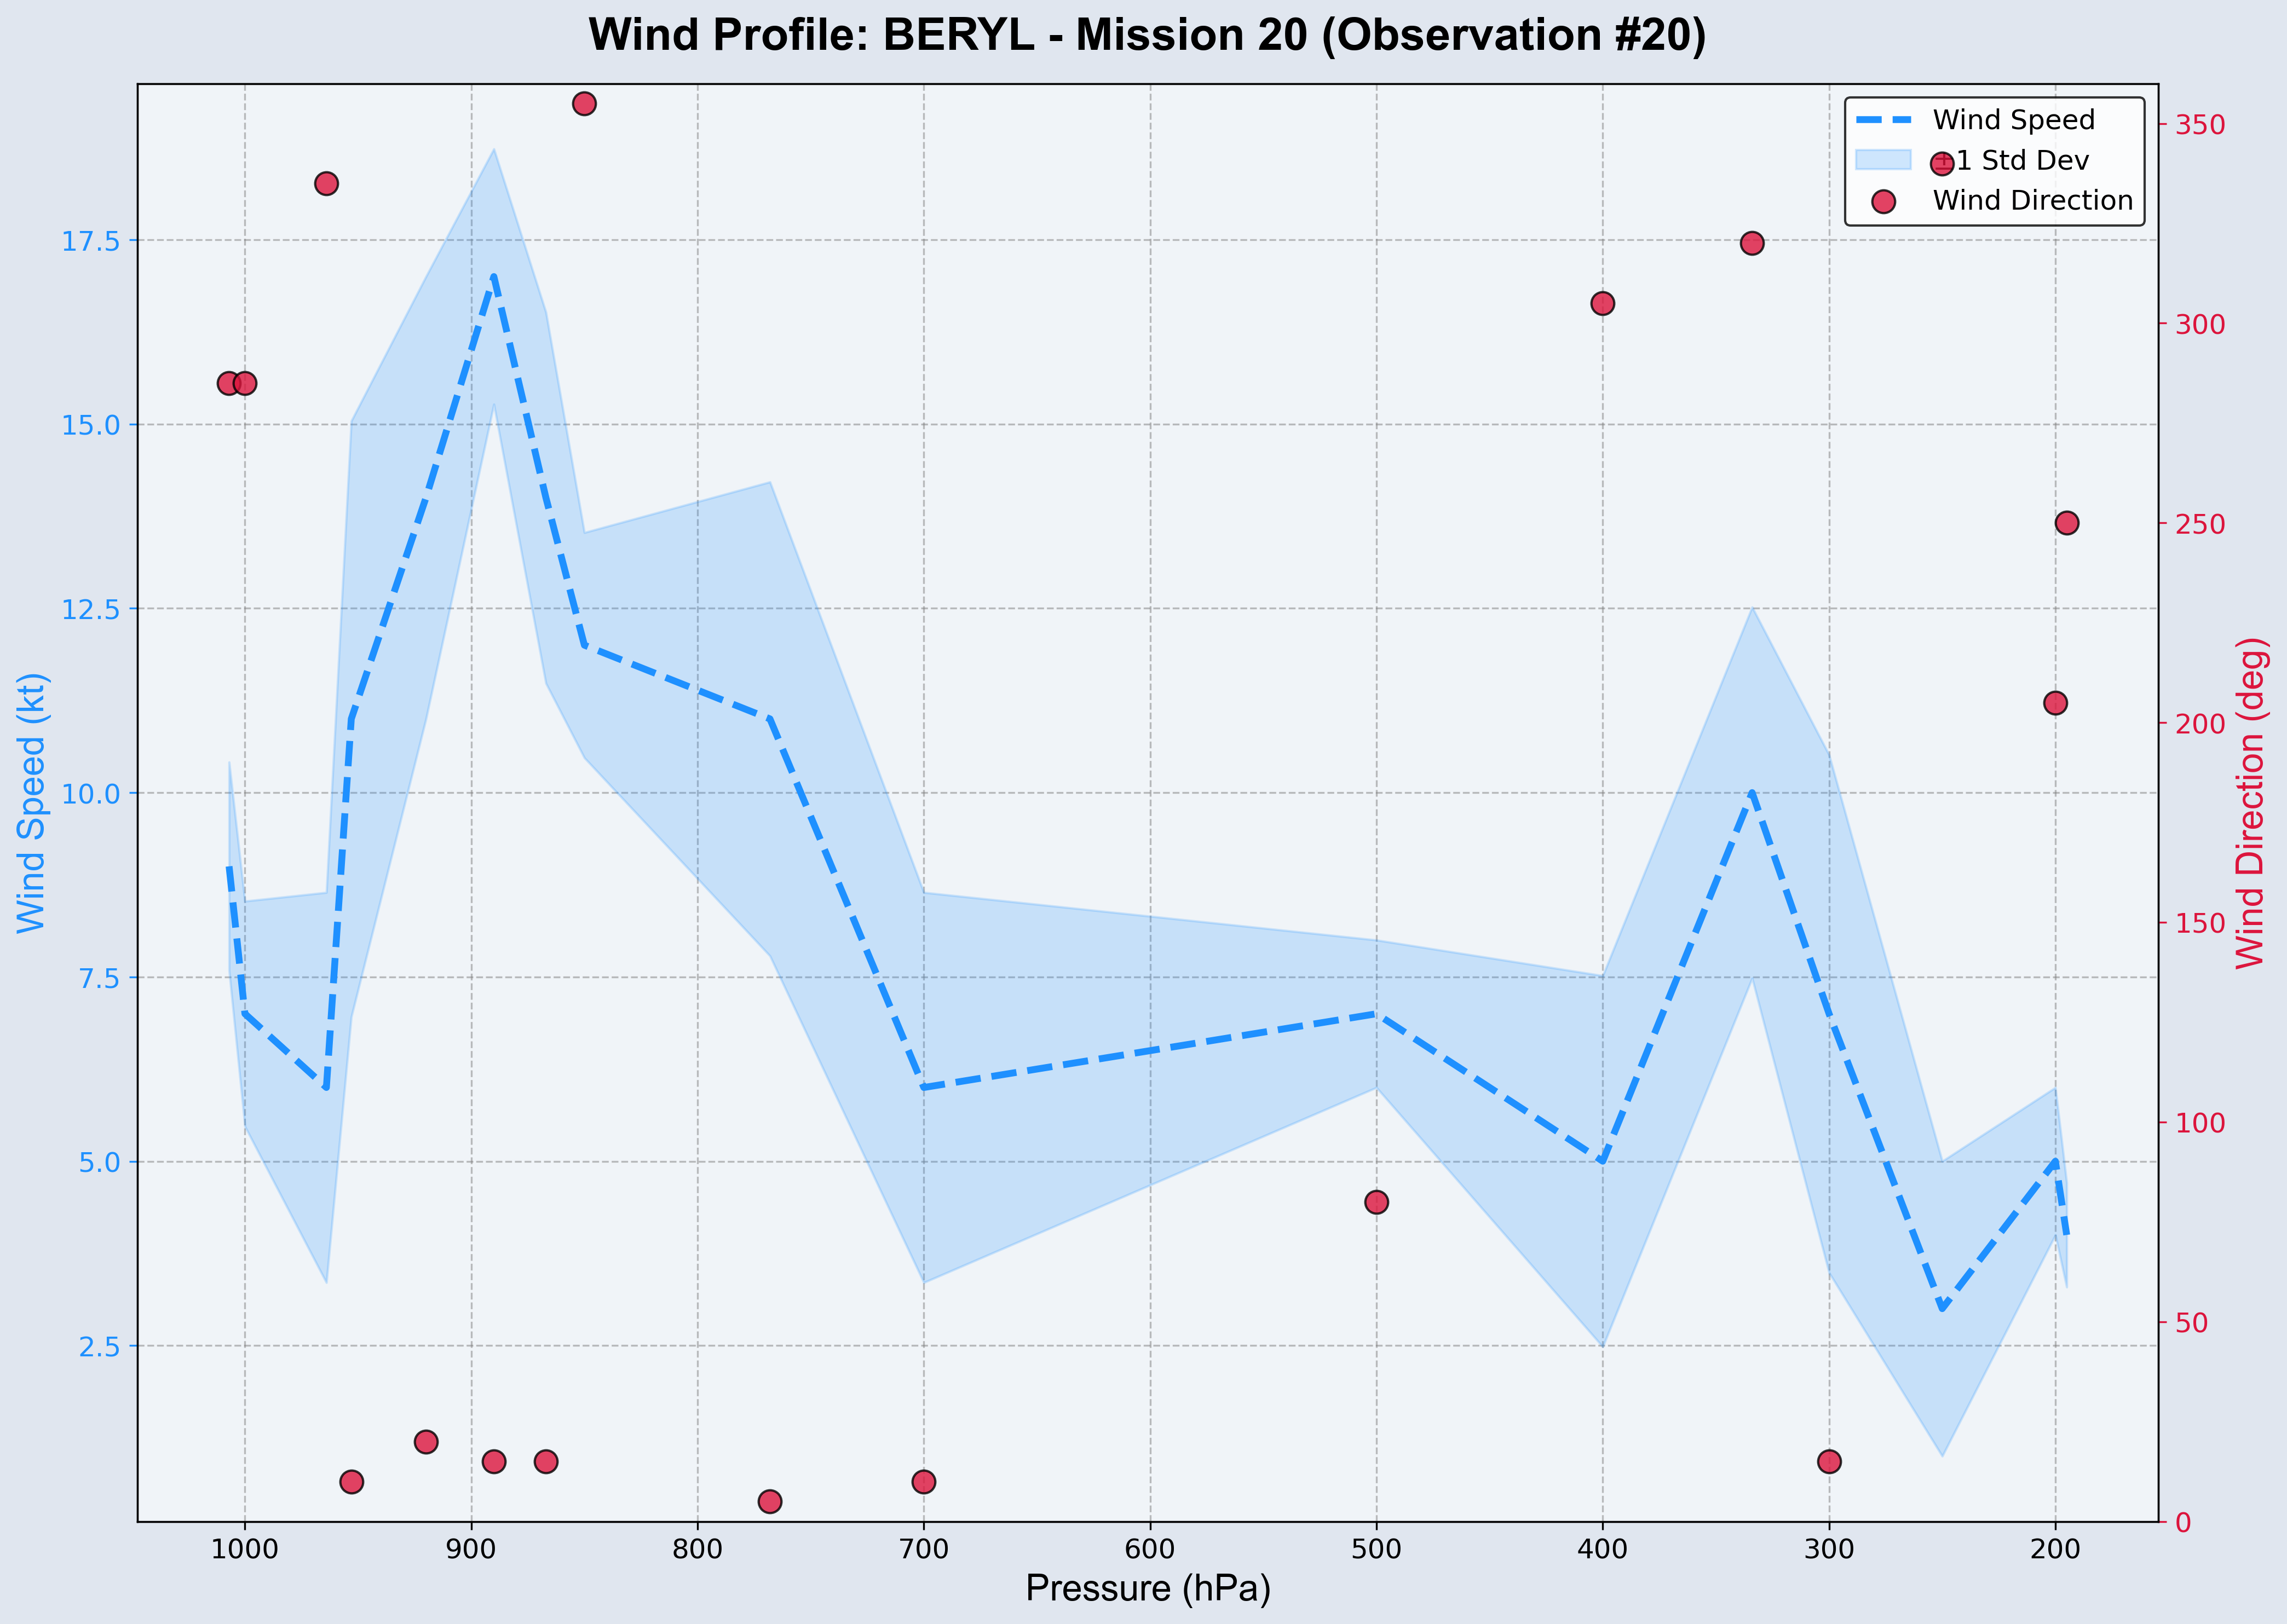 Wind Profile: BERYL - Mission 20 (Observation #20)
Wind Speed
±1 Std Dev
Wind Direction
17.5
15.0
12.5
10.0
7.5
5.0
2.5
Wind Speed (kt)
350
300
250
200
150
100
50
0
Wind Direction (deg)
1000 900 800 700 600 500 400 300 200
Pressure (hPa)